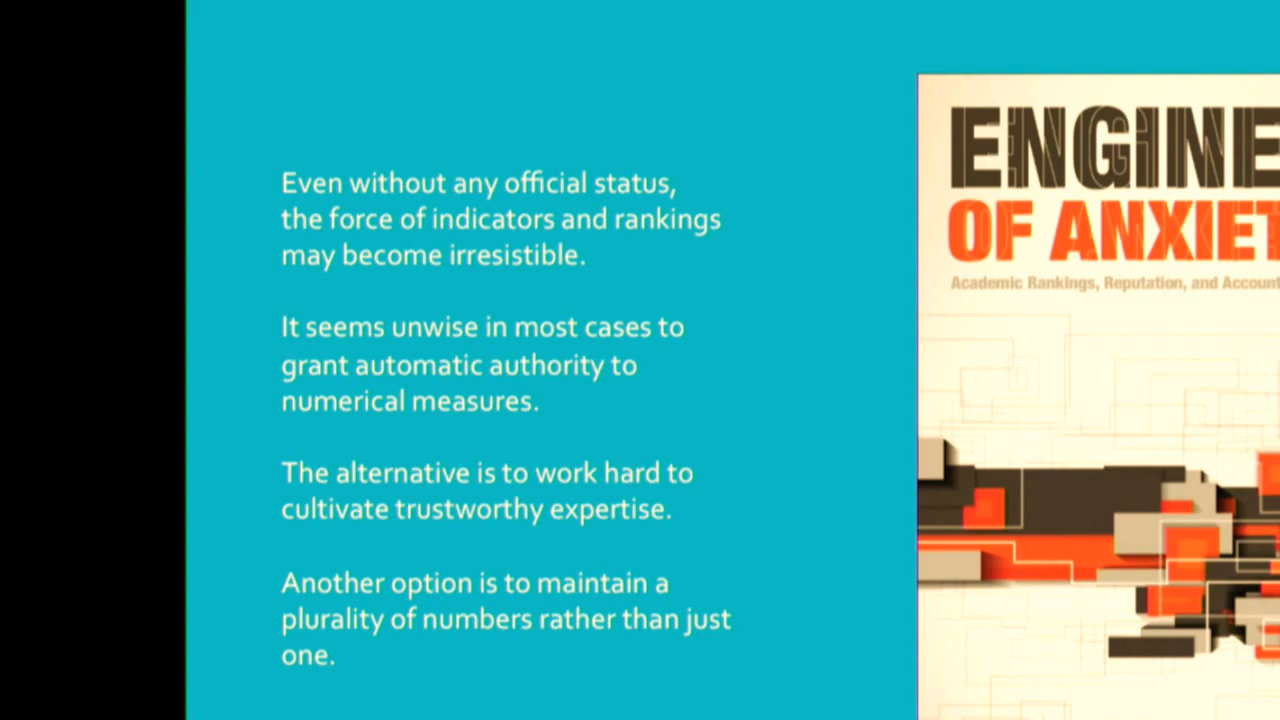 Even without any official status,
the force of indicators and rankings
may become irresistible.
It seems unwise in most cases to
grant automatic authority to
numerical measures.
The alternative is to work hard to
cultivate trustworthy expertise.
Another option is to maintain a
plurality of numbers rather than just
one.
ENGINE
OF ANXIET
Academic Rankings, Reputation, and Account